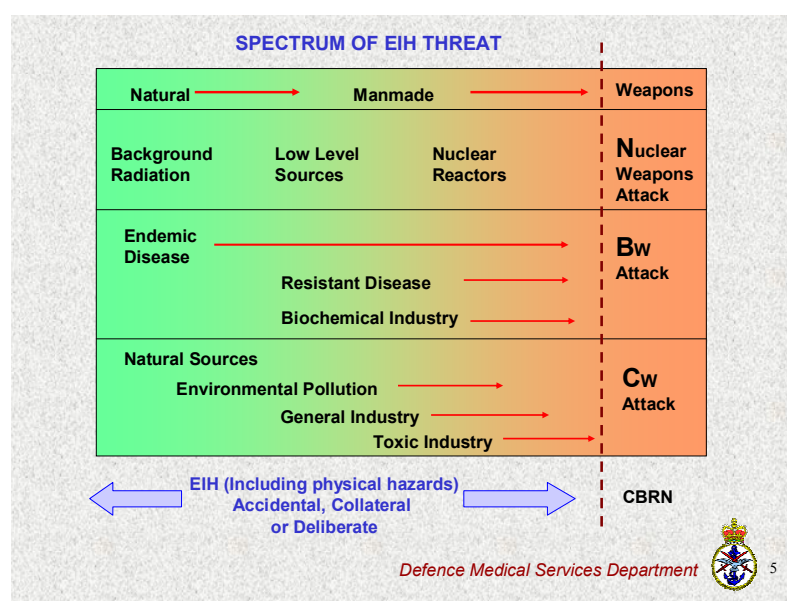 SPECTRUM OF EIH THREAT
Natural
Manmade
Weapons
Background
Radiation
Low Level
Sources
Nuclear
Reactors
Nuclear
Weapons
Attack
Endemic
Disease
Resistant Disease
Biochemical Industry
Bw
Attack
Natural Sources
Environmental Pollution
General Industry
Toxic Industry
Cw
Attack
EIH (Including physical hazards)
Accidental, Collateral
or Deliberate
CBRN
Defence Medical Services Department
5